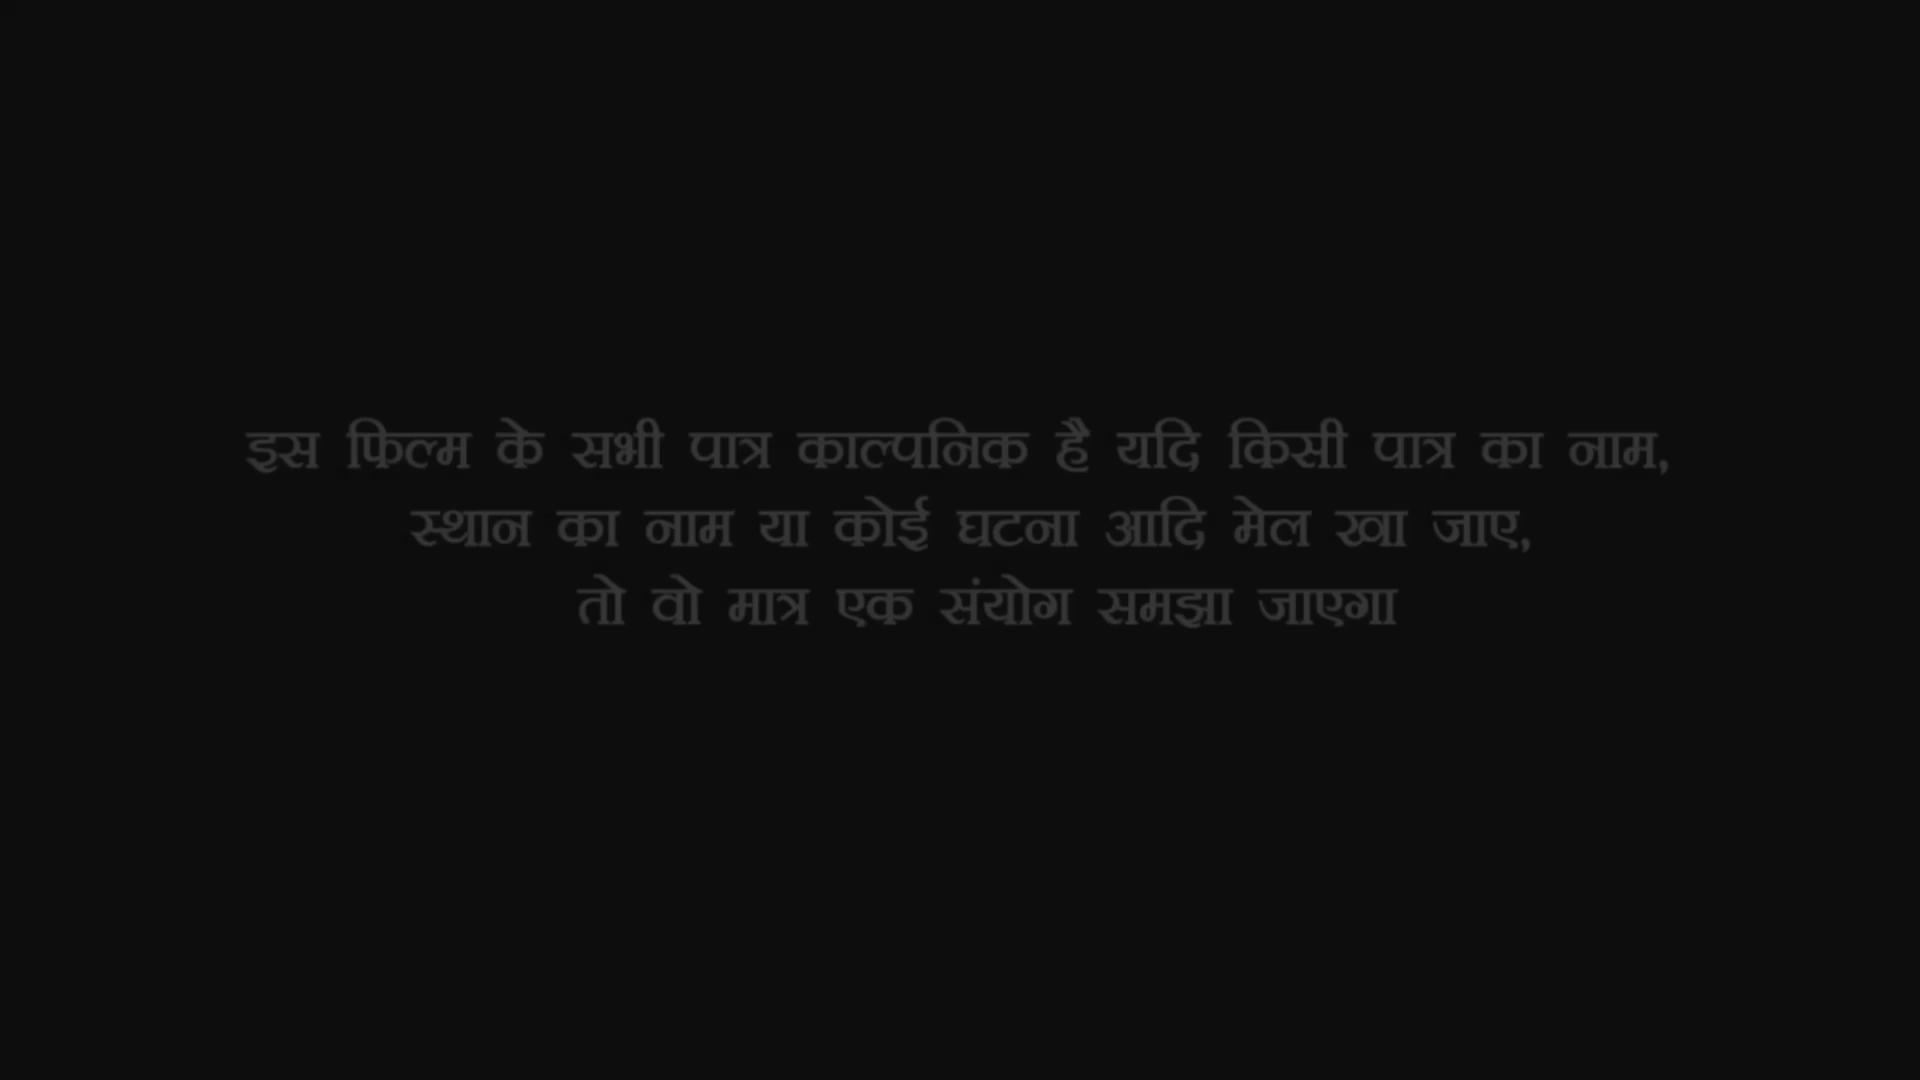 इस फिल्म के सभी पात्र काल्पनिक है यदि किसी पात्र का नाम,
स्थान का नाम या कोई घटना आदि मेल खा जाए,
तो वो मात्र एक संयोग समझा जाएगा